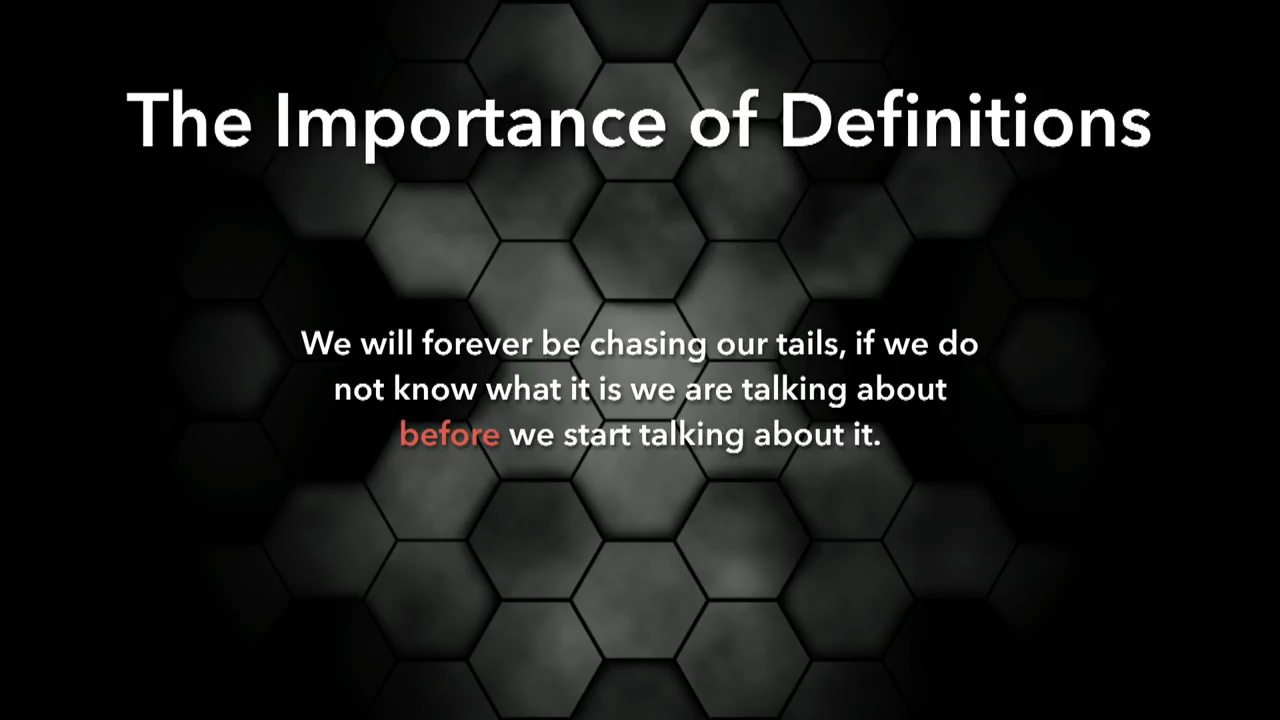 The Importance of Definitions
We will forever be chasing our tails, if we do
not know what it is we are talking about
before we start talking about it.